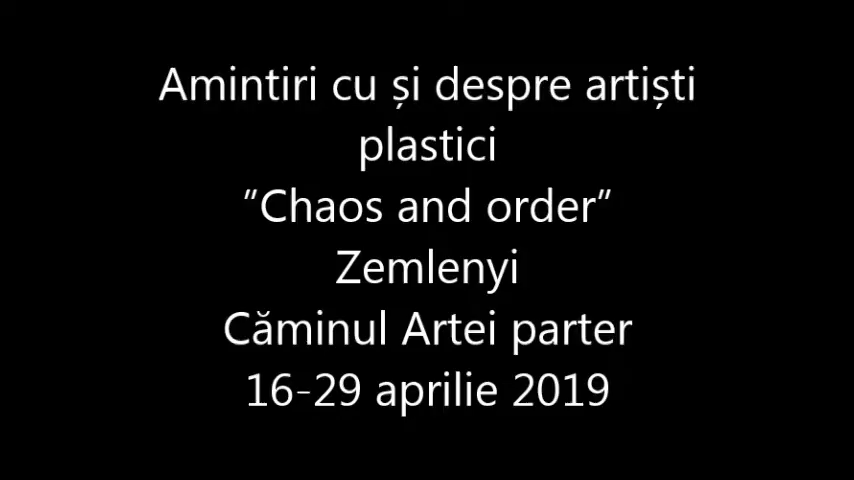 Amintiri cu și despre artiști
plastici
”Chaos and order”
Zemlenyi
Căminul Artei parter
16-29 aprilie 2019